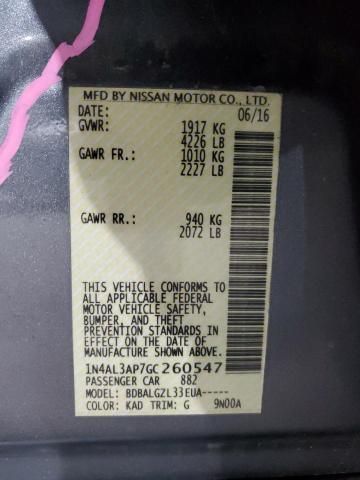 MFD BY NISSAN MOTOR CO., LTD.
DATE: 06/16
GVWR: 1917 KG
4226 LB
GAWR FR.: 1010 KG
2227 LB
GAWR RR.: 940 KG
2072 LB
THIS VEHICLE CONFORMS TO
ALL APPLICABLE FEDERAL
MOTOR VEHICLE SAFETY,
BUMPER, AND THEFT
PREVENTION STANDARDS
IN EFFECT ON THE DATE OF
MANUFACTURE SHOWN ABOVE.
1N4AL3AP7GC260547
PASSENGER CAR 882
MODEL: BDBALGZL33EUA-----
COLOR: KAD TRIM: G 9N00A